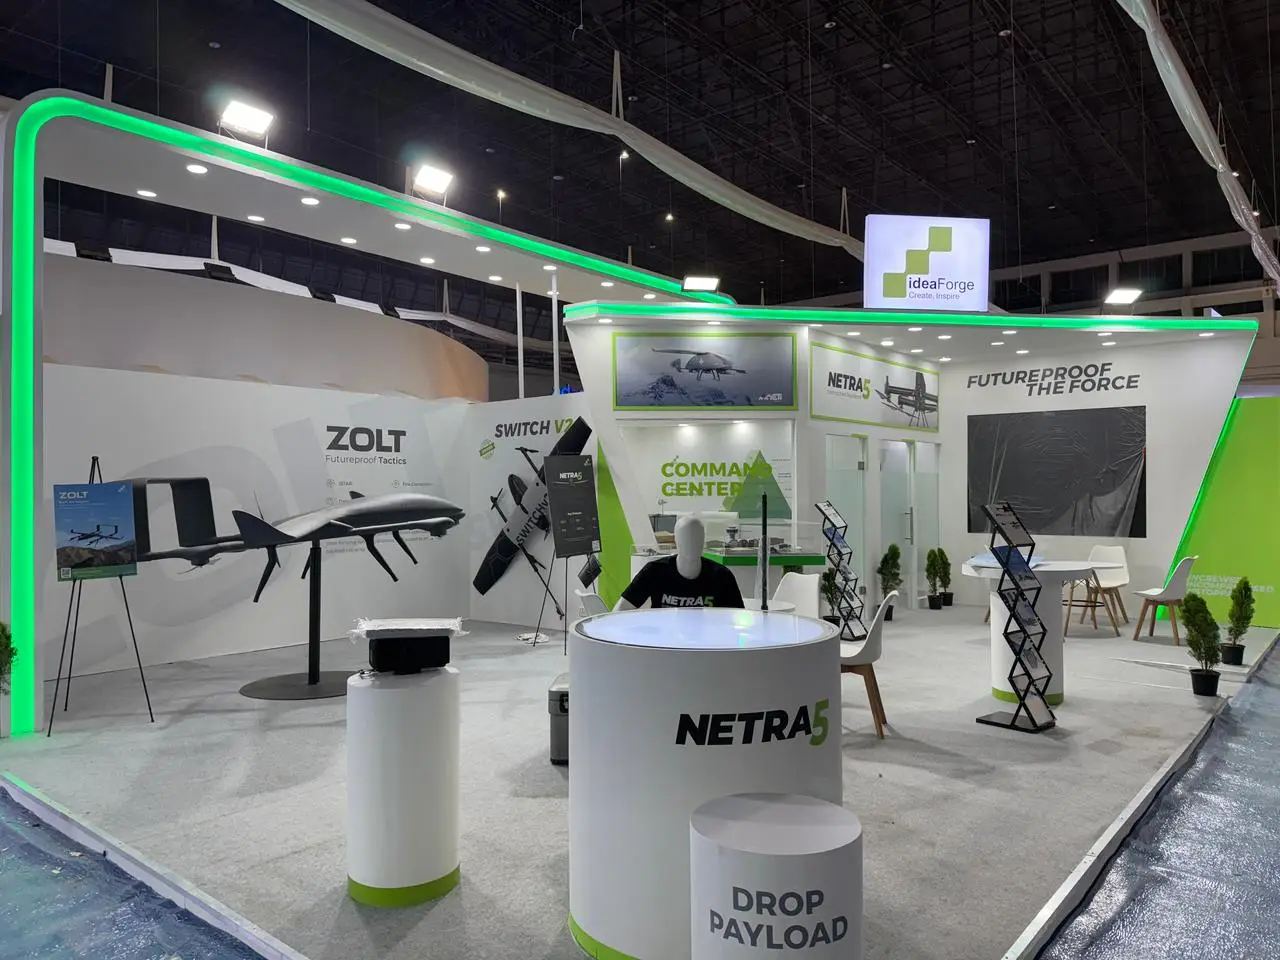 ideaForge
Create. Inspire
FUTUREPROOF
THE FORCE
NETRA5
ZOLT
Futureproof Tactics
SWITCH V2
COMMAND
CENTER
ZOLT
NETRA5
SWITCH
NETRA5
NETRA5
DROP
PAYLOAD